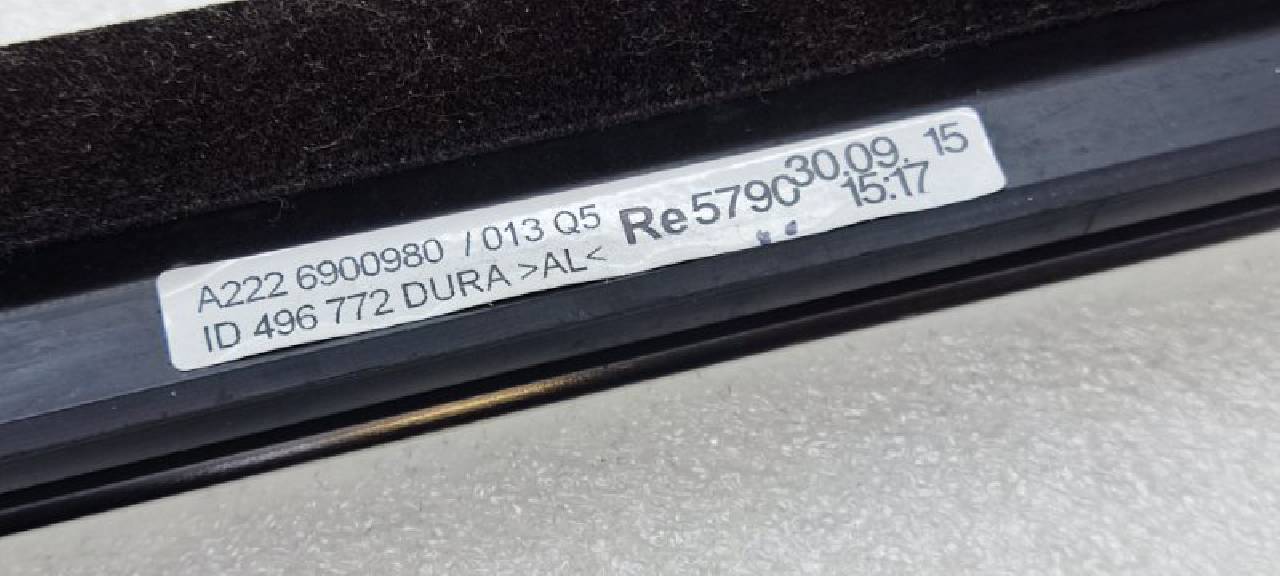 A222 6900980 / 013 Q5 Re 5790 30.09. 15
ID 496 772 DURA >AL< 15:17